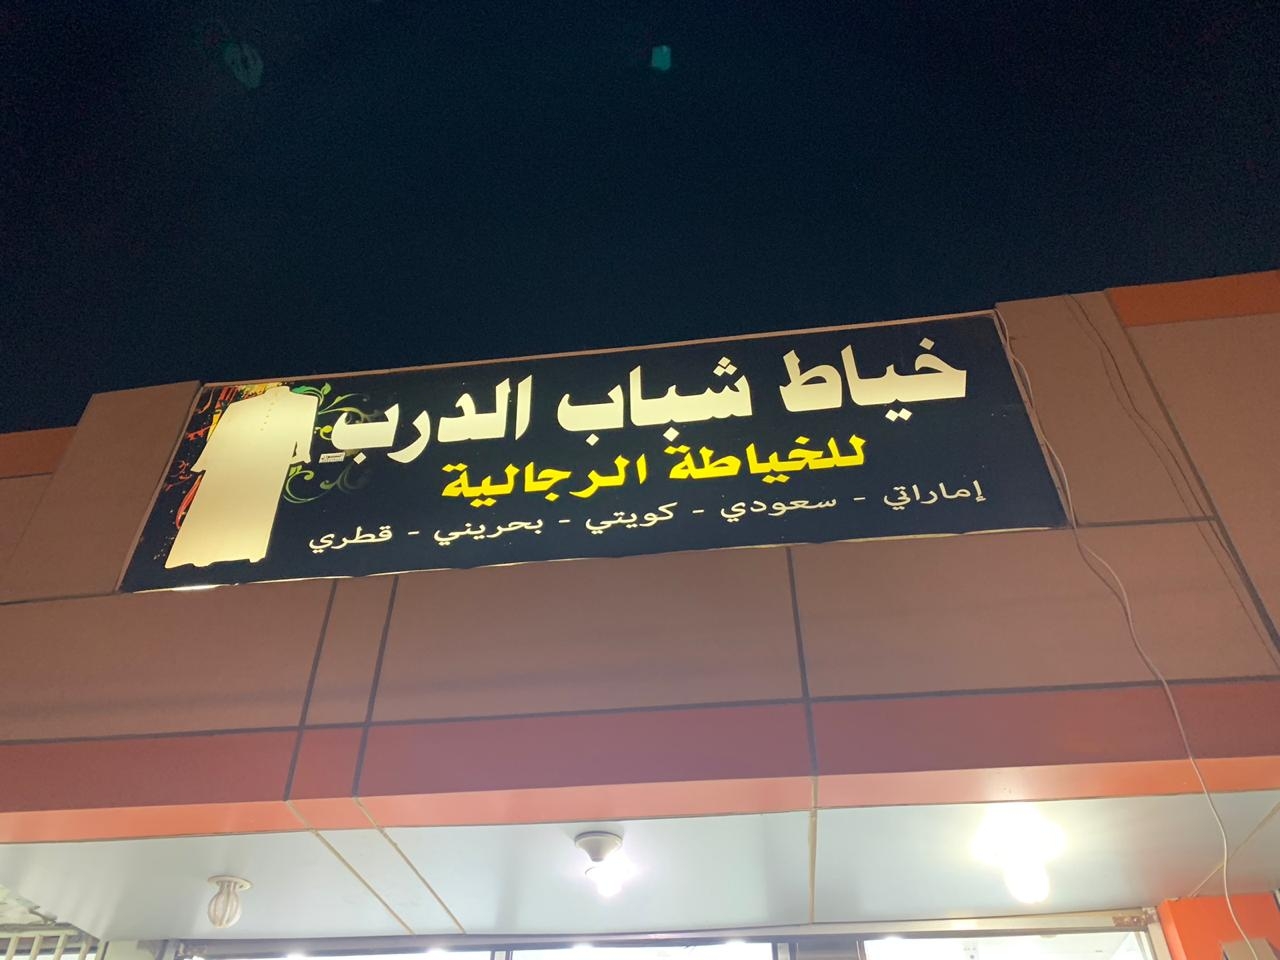 خياط شباب الدرب
للخياطة الرجالية
إماراتي - سعودي - كويتي - بحريني - قطري